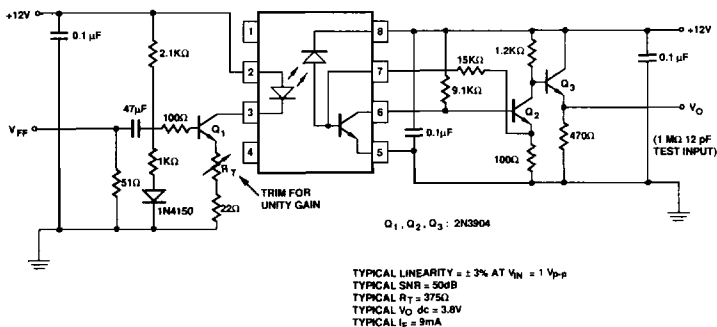 +12V
0.1 µF
2.1KΩ
47µF
100Ω
Q1
VFF
51Ω
1KΩ
1N4150
RT
22Ω
TRIM FOR
UNITY GAIN
1
2
3
4
8
7
6
5
15KΩ
9.1KΩ
0.1µF
1.2KΩ
Q2
Q3
100Ω
470Ω
+12V
0.1 µF
VO
(1 MΩ 12 pF
TEST INPUT)
Q1 , Q2 , Q3 : 2N3904
TYPICAL LINEARITY = ± 3% AT VIN = 1 Vp-p
TYPICAL SNR = 50dB
TYPICAL RT = 375Ω
TYPICAL VO dc = 3.8V
TYPICAL IF = 9mA